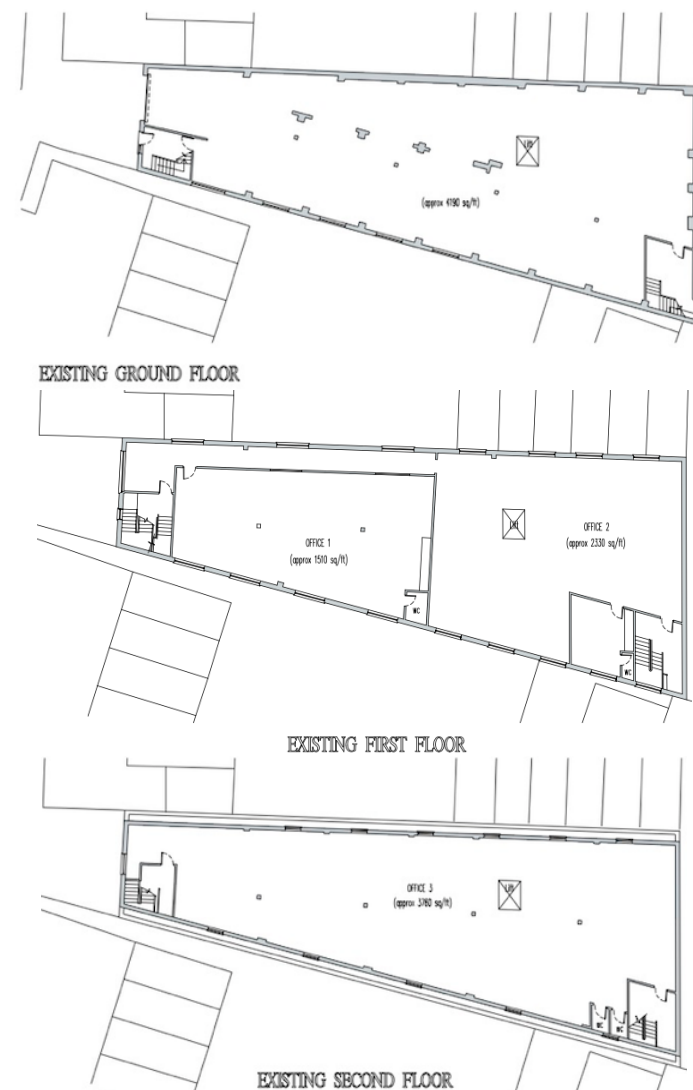 LIFT
(approx 4190 sq/ft)
EXISTING GROUND FLOOR
LIFT
OFFICE 2
(approx 2330 sq/ft)
OFFICE 1
(approx 1510 sq/ft)
WC
WC
EXISTING FIRST FLOOR
OFFICE 3
(approx 3760 sq/ft)
LIFT
WC
WC
EXISTING SECOND FLOOR